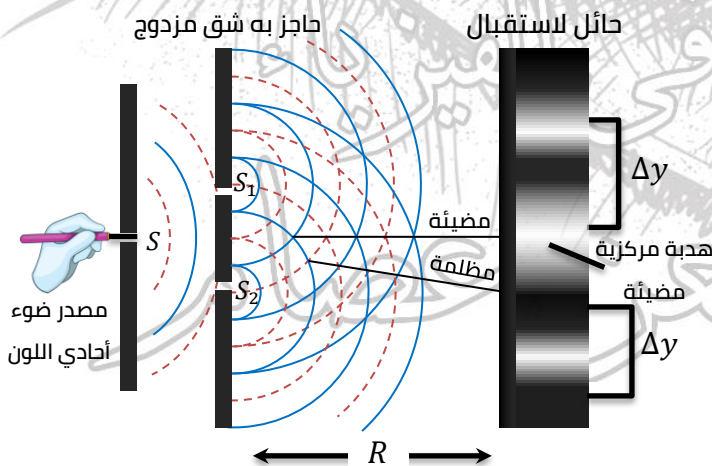 حاجز به شق مزدوج
حائل لاستقبال
S₁
Δy
S
مضيئة
هدبة مركزية
مظلمة
مضيئة
S₂
مصدر ضوء
أحادي اللون
Δy
R